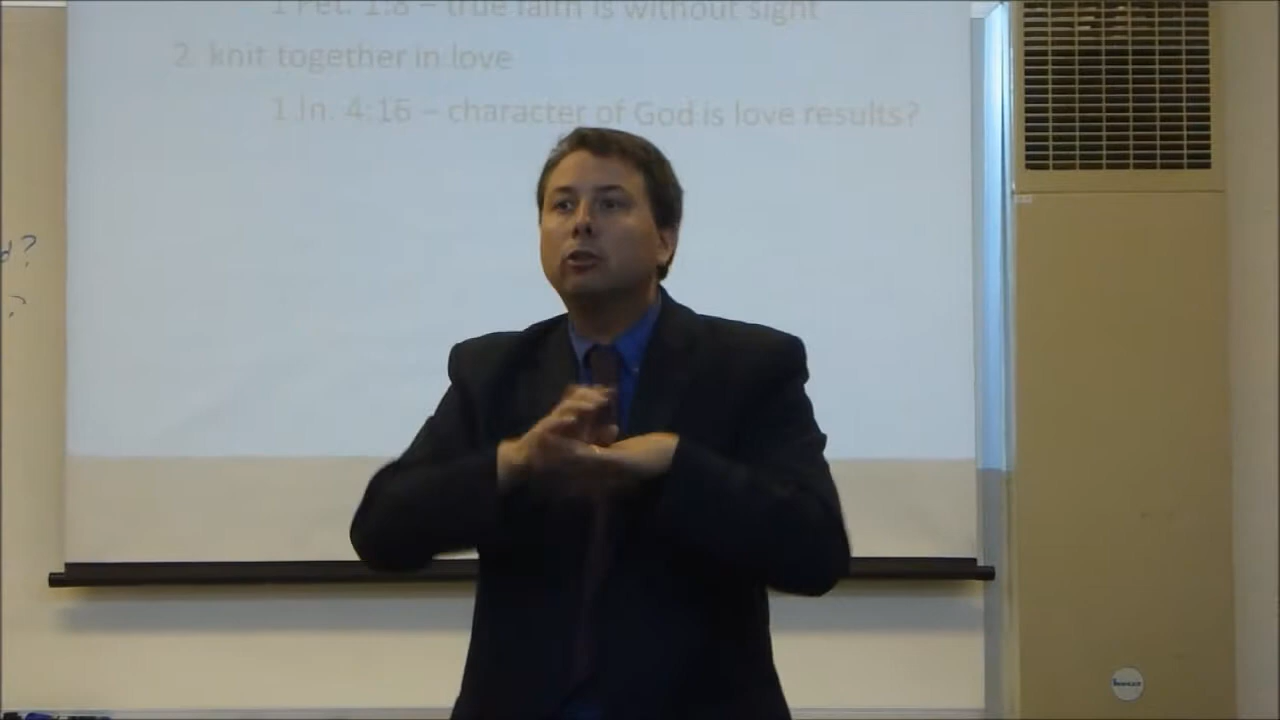 1 Pet. 1:8 – true faith is without sight
2. knit together in love
1 Jn. 4:16 – character of God is love results?
?